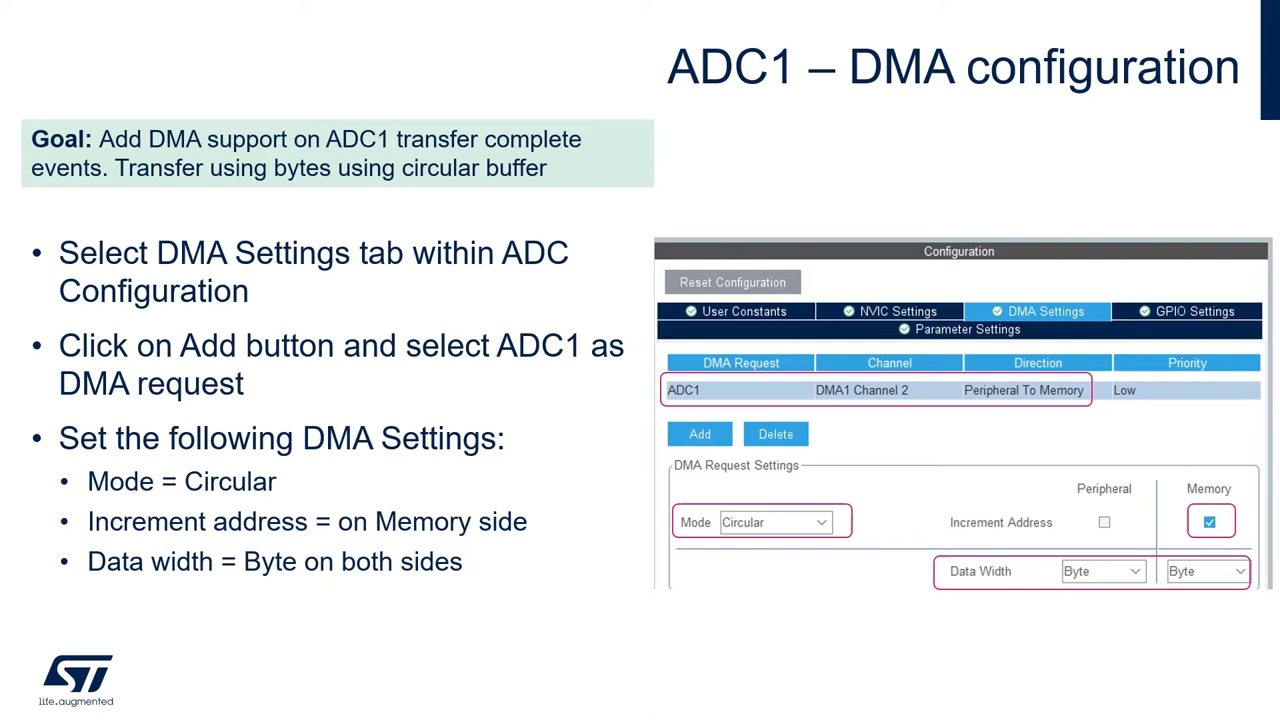 ADC1 – DMA configuration
Goal: Add DMA support on ADC1 transfer complete
events. Transfer using bytes using circular buffer
• Select DMA Settings tab within ADC
Configuration
• Click on Add button and select ADC1 as
DMA request
• Set the following DMA Settings:
• Mode = Circular
• Increment address = on Memory side
• Data width = Byte on both sides
Configuration
Reset Configuration
User Constants NVIC Settings DMA Settings GPIO Settings
Parameter Settings
DMA Request Channel Direction Priority
ADC1 DMA1 Channel 2 Peripheral To Memory Low
Add Delete
DMA Request Settings
Peripheral Memory
Mode Circular Increment Address
Data Width Byte Byte
ST
life.augmented